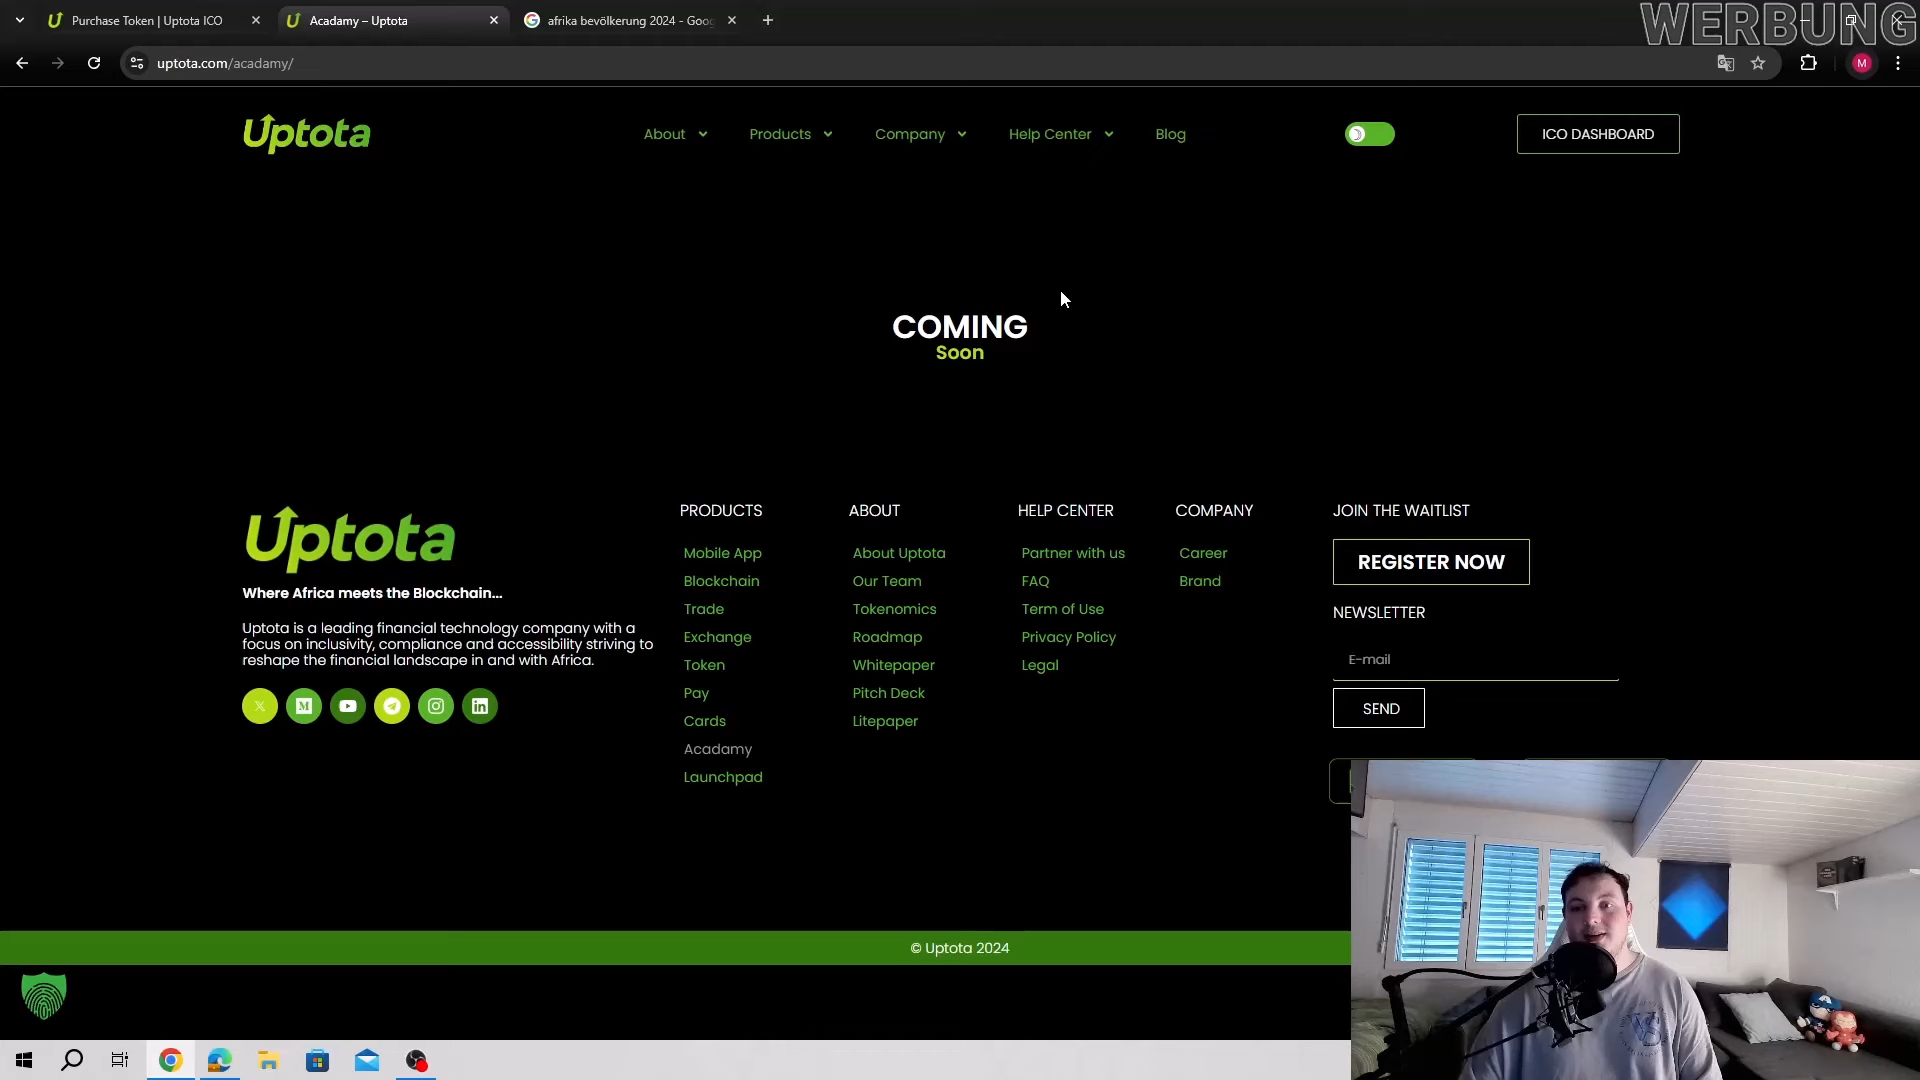 Purchase Token | Uptota ICO
Acadamy – Uptota
afrika bevölkerung 2024 - Goog
WERBUNG
uptota.com/acadamy/
M
Uptota
About
Products
Company
Help Center
Blog
ICO DASHBOARD
COMING
Soon
Uptota
Where Africa meets the Blockchain...
Uptota is a leading financial technology company with a
focus on inclusivity, compliance and accessibility striving to
reshape the financial landscape in and with Africa.
PRODUCTS
Mobile App
Blockchain
Trade
Exchange
Token
Pay
Cards
Acadamy
Launchpad
ABOUT
About Uptota
Our Team
Tokenomics
Roadmap
Whitepaper
Pitch Deck
Litepaper
HELP CENTER
Partner with us
FAQ
Term of Use
Privacy Policy
Legal
COMPANY
Career
Brand
JOIN THE WAITLIST
REGISTER NOW
NEWSLETTER
E-mail
SEND
© Uptota 2024